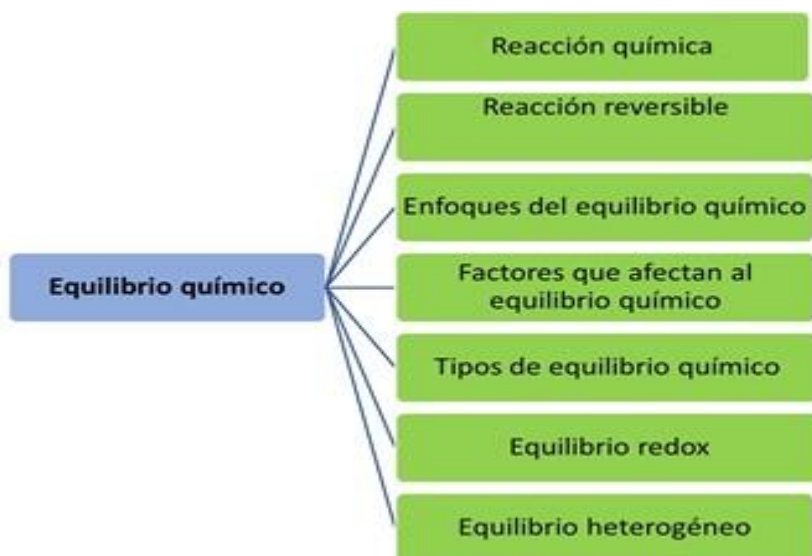 Reacción química
Reacción reversible
Enfoques del equilibrio químico
Equilibrio químico
Factores que afectan al
equilibrio químico
Tipos de equilibrio químico
Equilibrio redox
Equilibrio heterogéneo